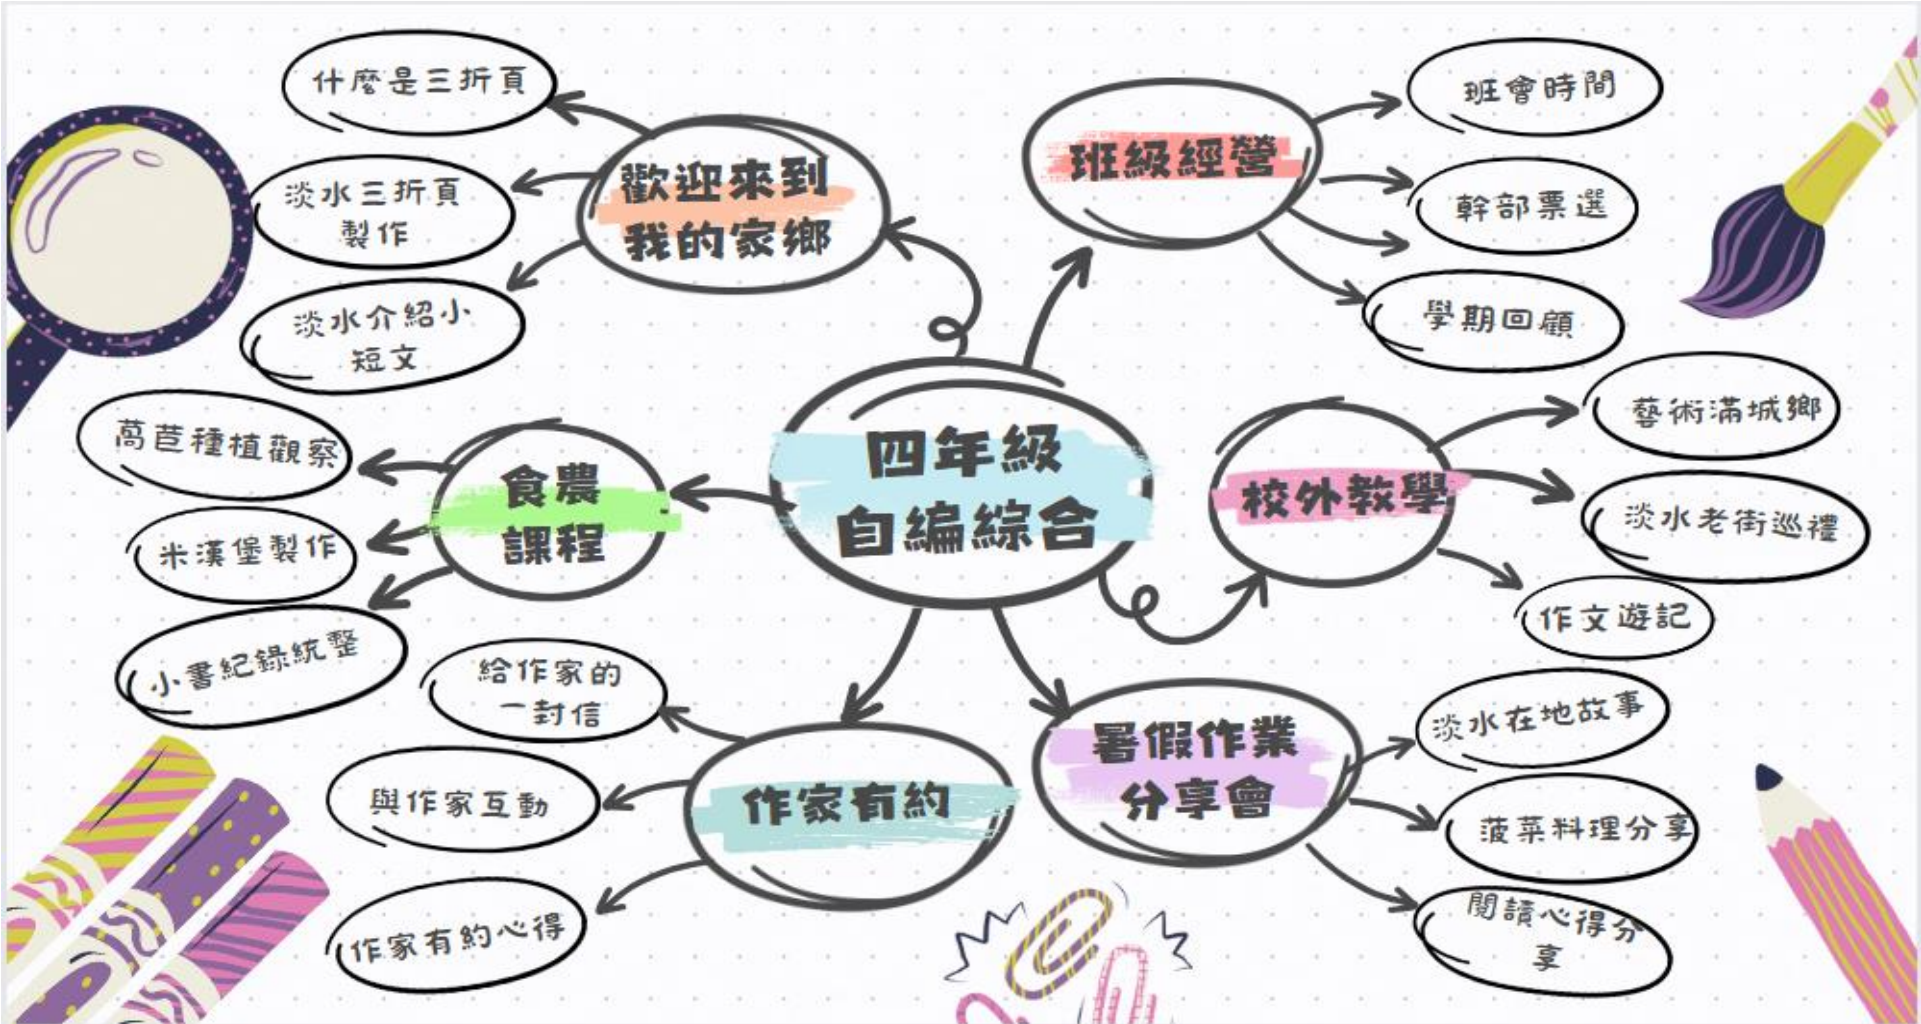 四年級
自編綜合
歡迎來到
我的家鄉
什麼是三折頁
淡水三折頁
製作
淡水介紹小
短文
班級經營
班會時間
幹部票選
學期回顧
食農
課程
萵苣種植觀察
米漢堡製作
小書紀錄統整
校外教學
藝術滿城鄉
淡水老街巡禮
作文遊記
作家有約
給作家的
一封信
與作家互動
作家有約心得
暑假作業
分享會
淡水在地故事
菠菜料理分享
閱讀心得分
享